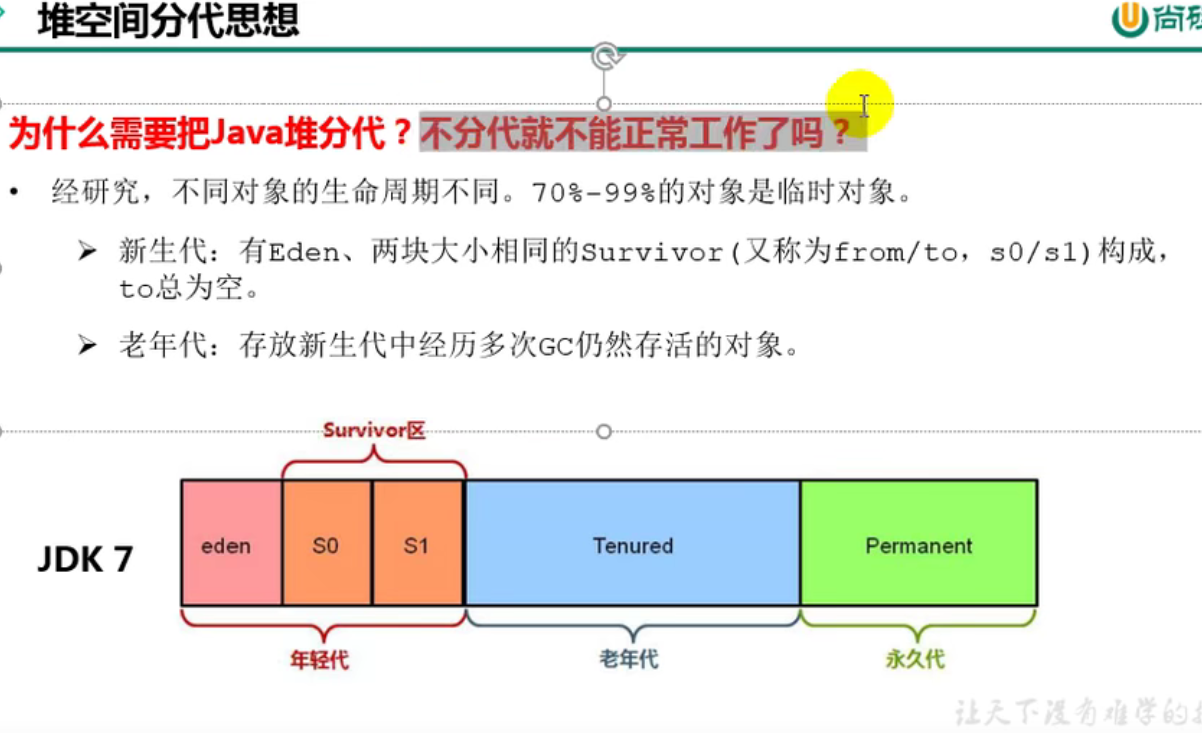 堆空间分代思想
尚硅
为什么需要把Java堆分代？不分代就不能正常工作了吗？
• 经研究，不同对象的生命周期不同。70%-99%的对象是临时对象。
➢ 新生代：有Eden、两块大小相同的Survivor(又称为from/to，s0/s1)构成，
to总为空。
➢ 老年代：存放新生代中经历多次GC仍然存活的对象。
Survivor区
JDK 7
eden
S0
S1
Tenured
Permanent
年轻代
老年代
永久代
让天下没有难学的